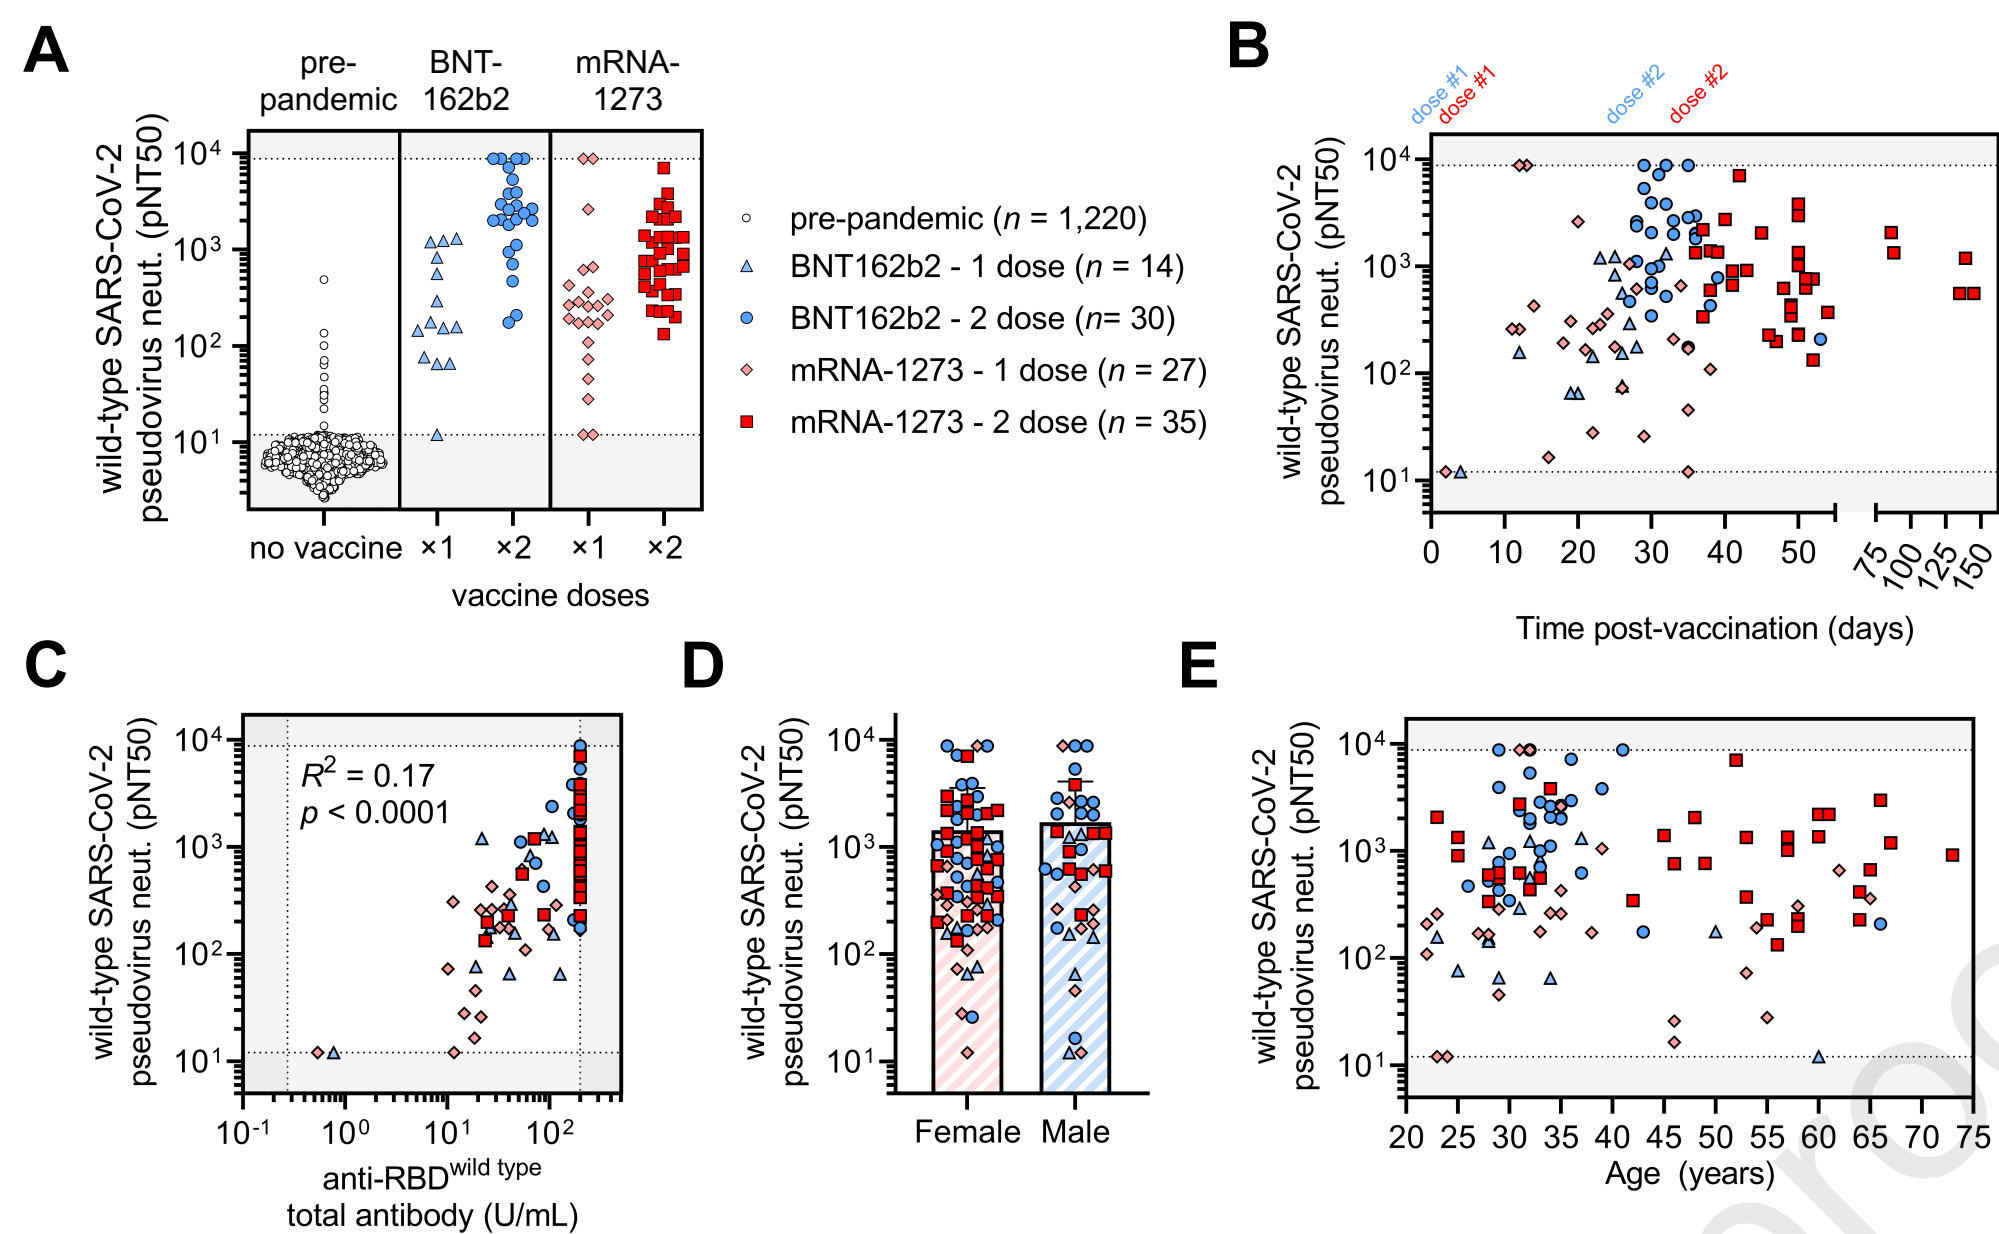 A
pre-
pandemic
BNT-
162b2
mRNA-
1273
wild-type SARS-CoV-2
pseudovirus neut. (pNT50)
10⁴
10³
10²
10¹
no vaccine
×1
×2
×1
×2
vaccine doses
pre-pandemic (n = 1,220)
BNT162b2 - 1 dose (n = 14)
BNT162b2 - 2 dose (n= 30)
mRNA-1273 - 1 dose (n = 27)
mRNA-1273 - 2 dose (n = 35)
B
dose #1
dose #1
dose #2
dose #2
wild-type SARS-CoV-2
pseudovirus neut. (pNT50)
10⁴
10³
10²
10¹
0 10 20 30 40 50 75 100 125 150
Time post-vaccination (days)
C
wild-type SARS-CoV-2
pseudovirus neut. (pNT50)
10⁴
10³
10²
10¹
R² = 0.17
p < 0.0001
10⁻¹ 10⁰ 10¹ 10²
anti-RBD^wild type
total antibody (U/mL)
D
wild-type SARS-CoV-2
pseudovirus neut. (pNT50)
10⁴
10³
10²
10¹
Female Male
E
wild-type SARS-CoV-2
pseudovirus neut. (pNT50)
10⁴
10³
10²
10¹
20 25 30 35 40 45 50 55 60 65 70 75
Age (years)